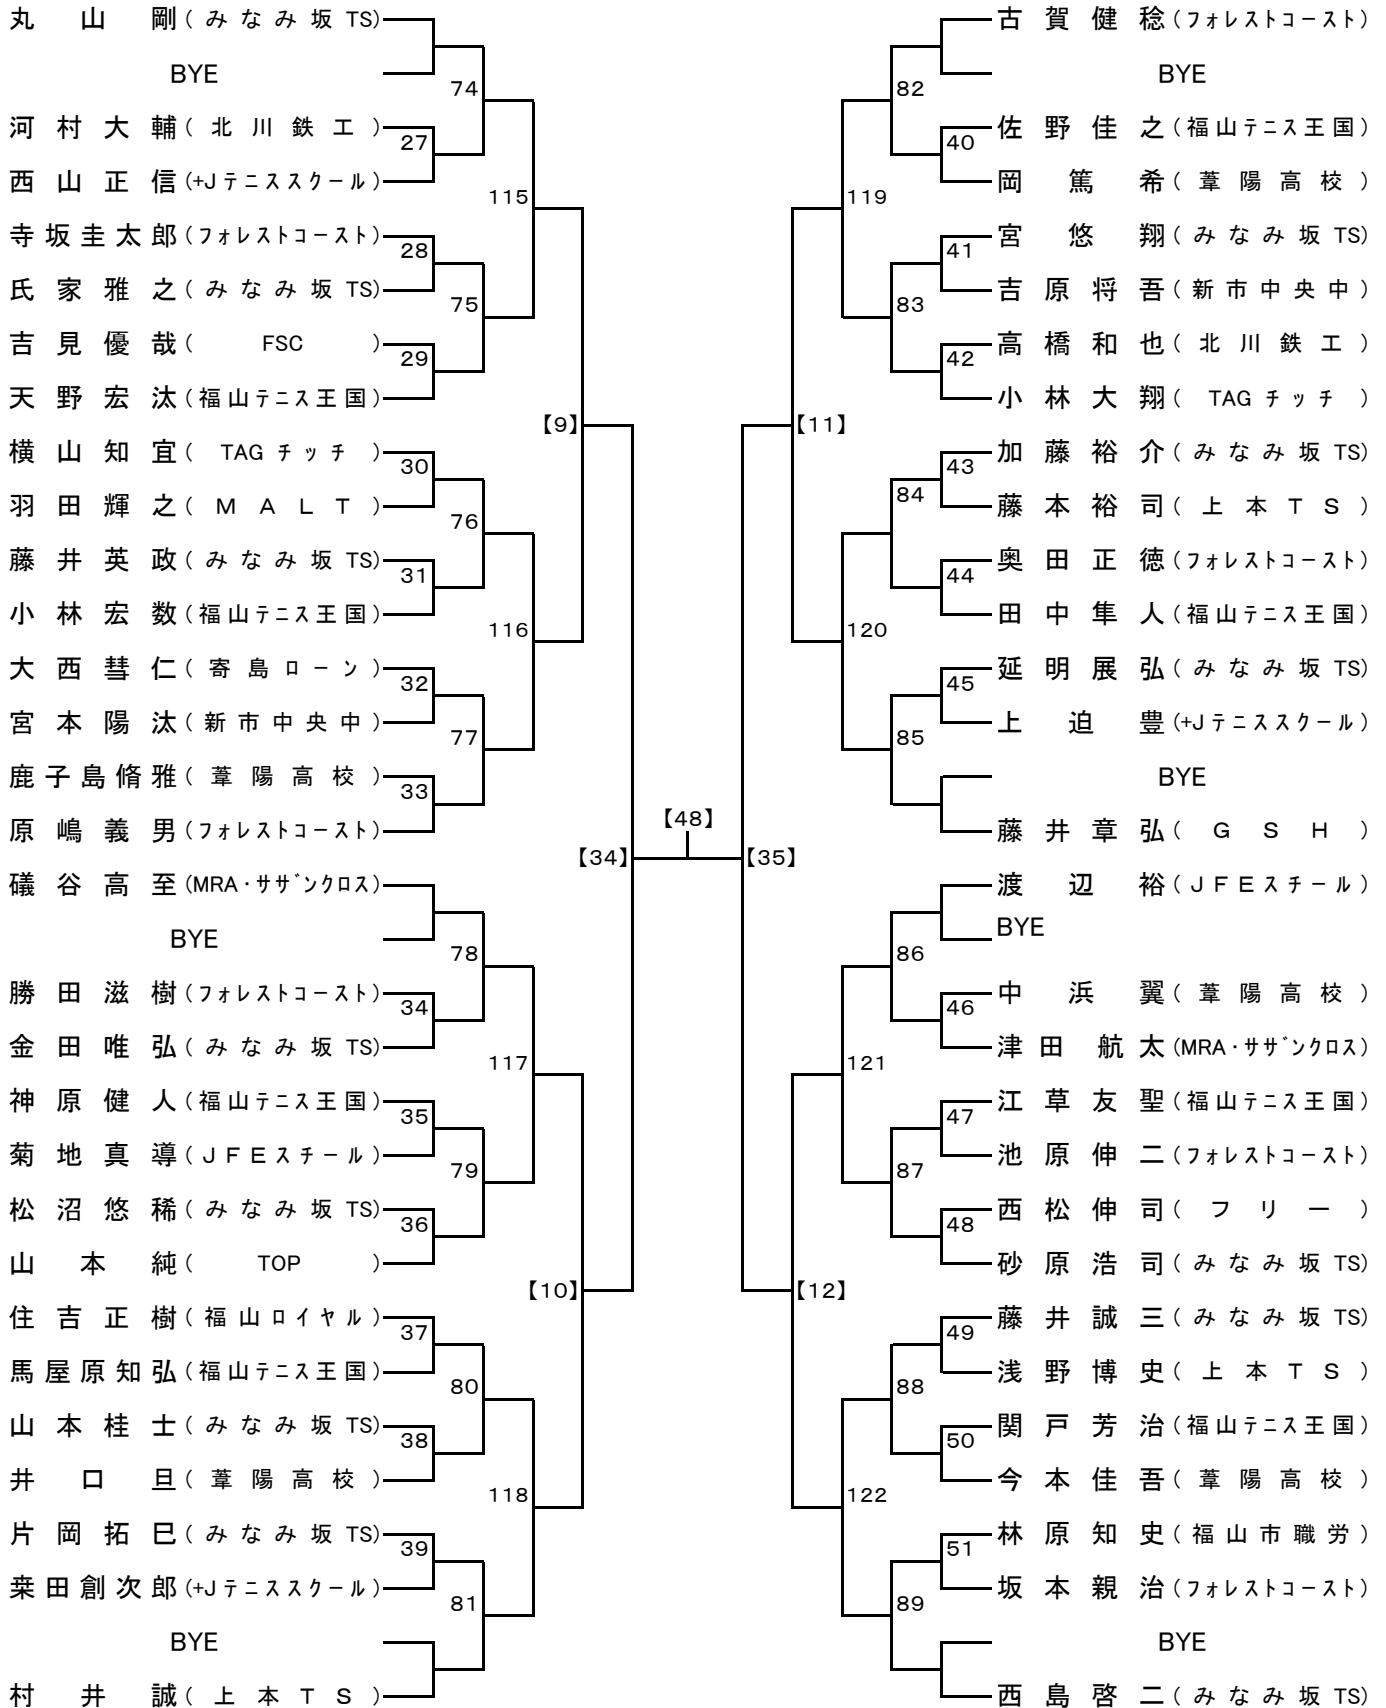 丸山剛(みなみ坂TS)
BYE
74
河村大輔(北川鉄工)
27
西山正信(+Jテニススクール)
115
寺坂圭太郎(フォレストコースト)
28
氏家雅之(みなみ坂TS)
75
吉見優哉(FSC)
29
天野宏汰(福山テニス王国)
【9】
横山知宜(TAGチッチ)
30
羽田輝之(MALT)
76
藤井英政(みなみ坂TS)
31
小林宏数(福山テニス王国)
116
大西彗仁(寄島ローン)
32
宮本陽汰(新市中央中)
77
鹿子島脩雅(葦陽高校)
33
原嶋義男(フォレストコースト)
【34】
礒谷高至(MRA・サザンクロス)
BYE
78
勝田滋樹(フォレストコースト)
34
金田唯弘(みなみ坂TS)
117
神原健人(福山テニス王国)
35
菊地真導(JFEスチール)
79
松沼悠稀(みなみ坂TS)
36
山本純(TOP)
【10】
住吉正樹(福山ロイヤル)
37
馬屋原知弘(福山テニス王国)
80
山本桂士(みなみ坂TS)
38
井口旦(葦陽高校)
118
片岡拓巳(みなみ坂TS)
39
桒田創次郎(+Jテニススクール)
81
BYE
村井誠(上本TS)
【48】
古賀健稔(フォレストコースト)
BYE
82
佐野佳之(福山テニス王国)
40
岡篤希(葦陽高校)
119
宮悠翔(みなみ坂TS)
41
吉原将吾(新市中央中)
83
高橋和也(北川鉄工)
42
小林大翔(TAGチッチ)
【11】
加藤裕介(みなみ坂TS)
43
84
藤本裕司(上本TS)
奥田正徳(フォレストコースト)
44
田中隼人(福山テニス王国)
120
延明展弘(みなみ坂TS)
45
上迫豊(+Jテニススクール)
85
BYE
藤井章弘(GSH)
【35】
渡辺裕(JFEスチール)
BYE
86
中浜翼(葦陽高校)
46
津田航太(MRA・サザンクロス)
121
江草友聖(福山テニス王国)
47
池原伸二(フォレストコースト)
87
西松伸司(フリー)
48
砂原浩司(みなみ坂TS)
【12】
藤井誠三(みなみ坂TS)
49
浅野博史(上本TS)
88
関戸芳治(福山テニス王国)
50
今本佳吾(葦陽高校)
122
林原知史(福山市職労)
51
坂本親治(フォレストコースト)
89
BYE
西島啓二(みなみ坂TS)